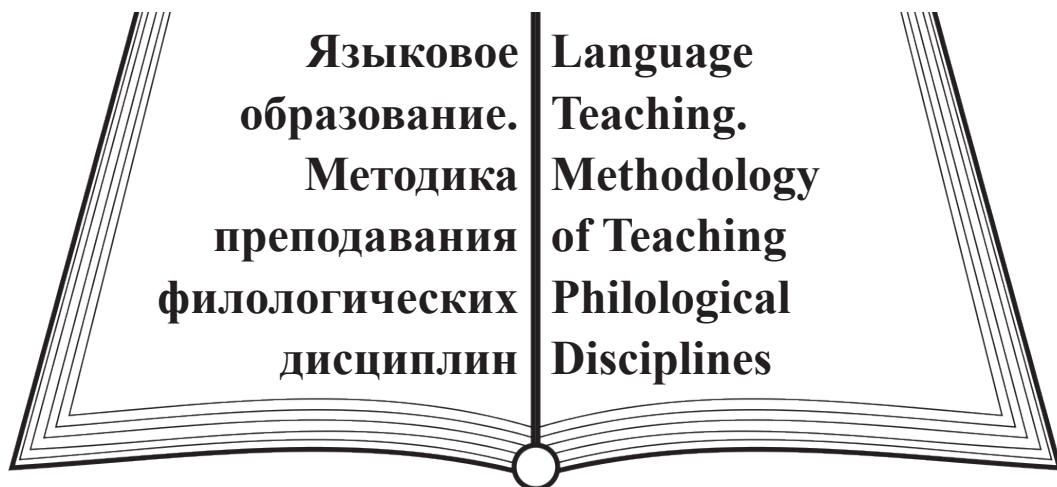 Языковое
образование.
Методика
преподавания
филологических
дисциплин
Language
Teaching.
Methodology
of Teaching
Philological
Disciplines